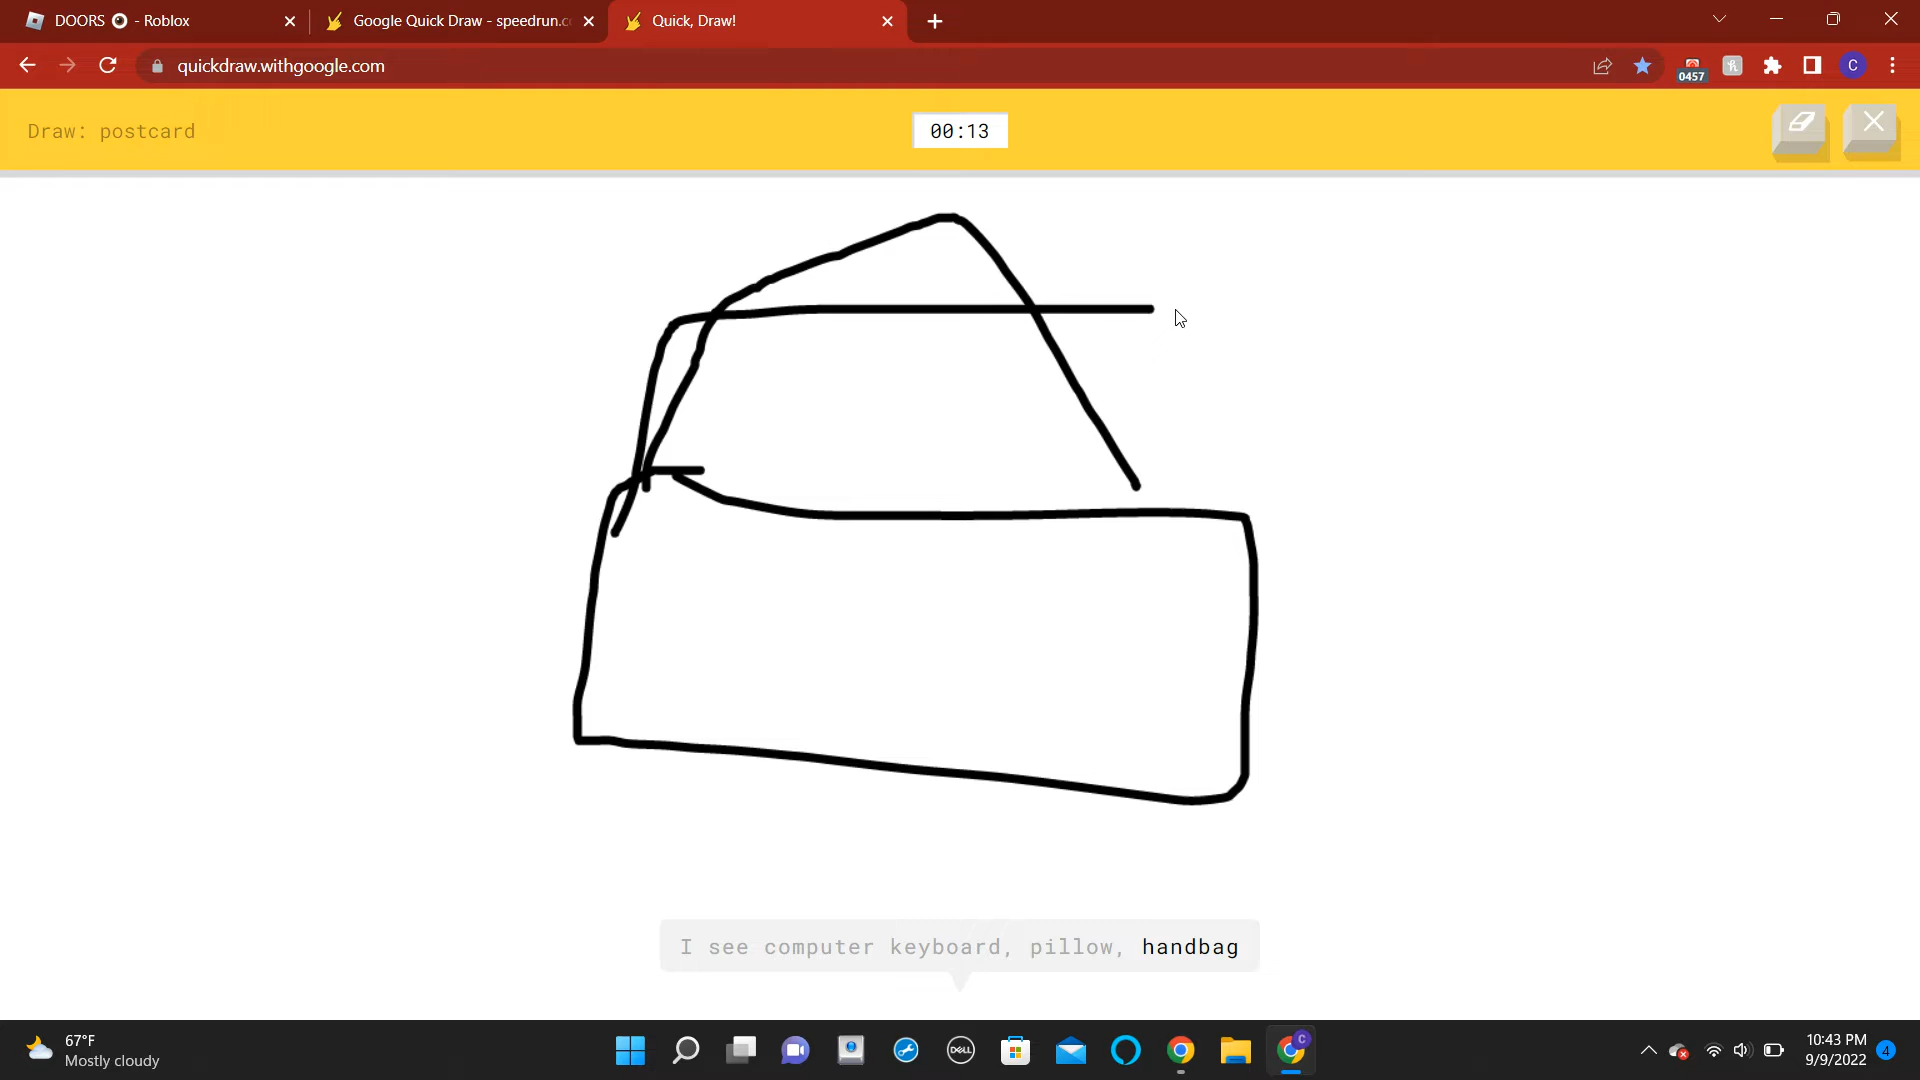 DOORS 👁 - Roblox
Google Quick Draw - speedrun.c
Quick, Draw!
quickdraw.withgoogle.com
0457
C
Draw: postcard
00:13
I see computer keyboard, pillow, handbag
67°F
Mostly cloudy
DELL
C
10:43 PM
9/9/2022
4